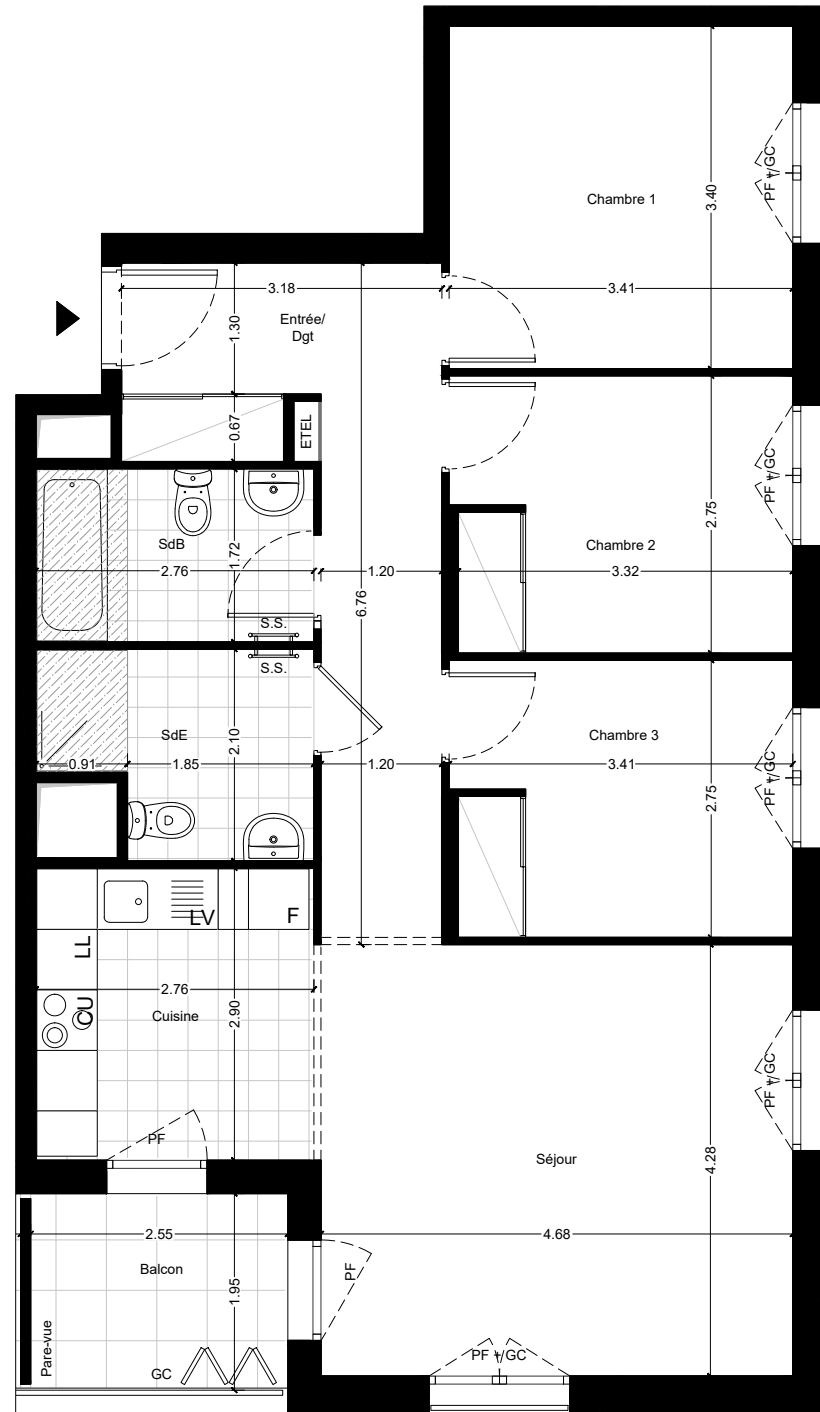 PF +/GC
Chambre 1
3.40
3.18
3.41
Entrée/
Dgt
1.30
0.67
ETEL
PF +/GC
2.75
SdB
1.72
2.76
1.20
Chambre 2
3.32
6.76
S.S.
S.S.
SdE
2.10
0.91
1.85
1.20
Chambre 3
3.41
PF +/GC
2.75
LV
F
LL
2.76
CU
Cuisine
2.90
PF +/GC
PF
Séjour
4.28
2.55
4.68
Balcon
PF
1.95
Pare-vue
GC
PF +/GC